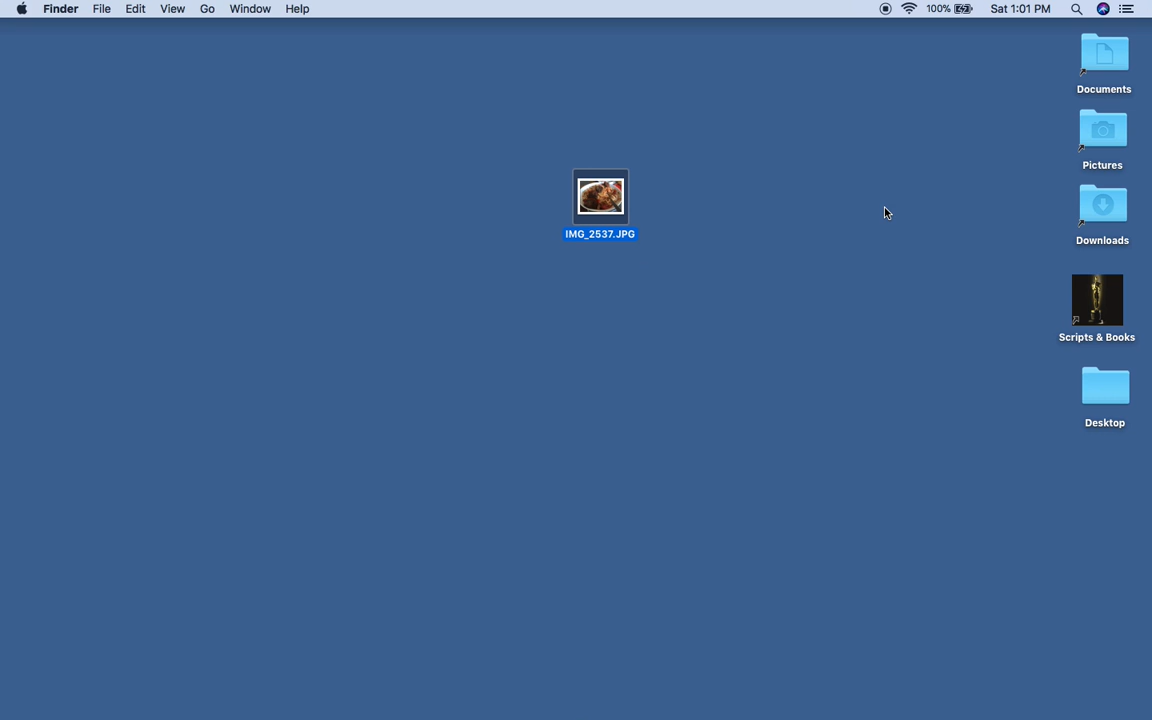 Finder File Edit View Go Window Help 100% Sat 1:01 PM
Documents
Pictures
IMG_2537.JPG
Downloads
Scripts & Books
Desktop